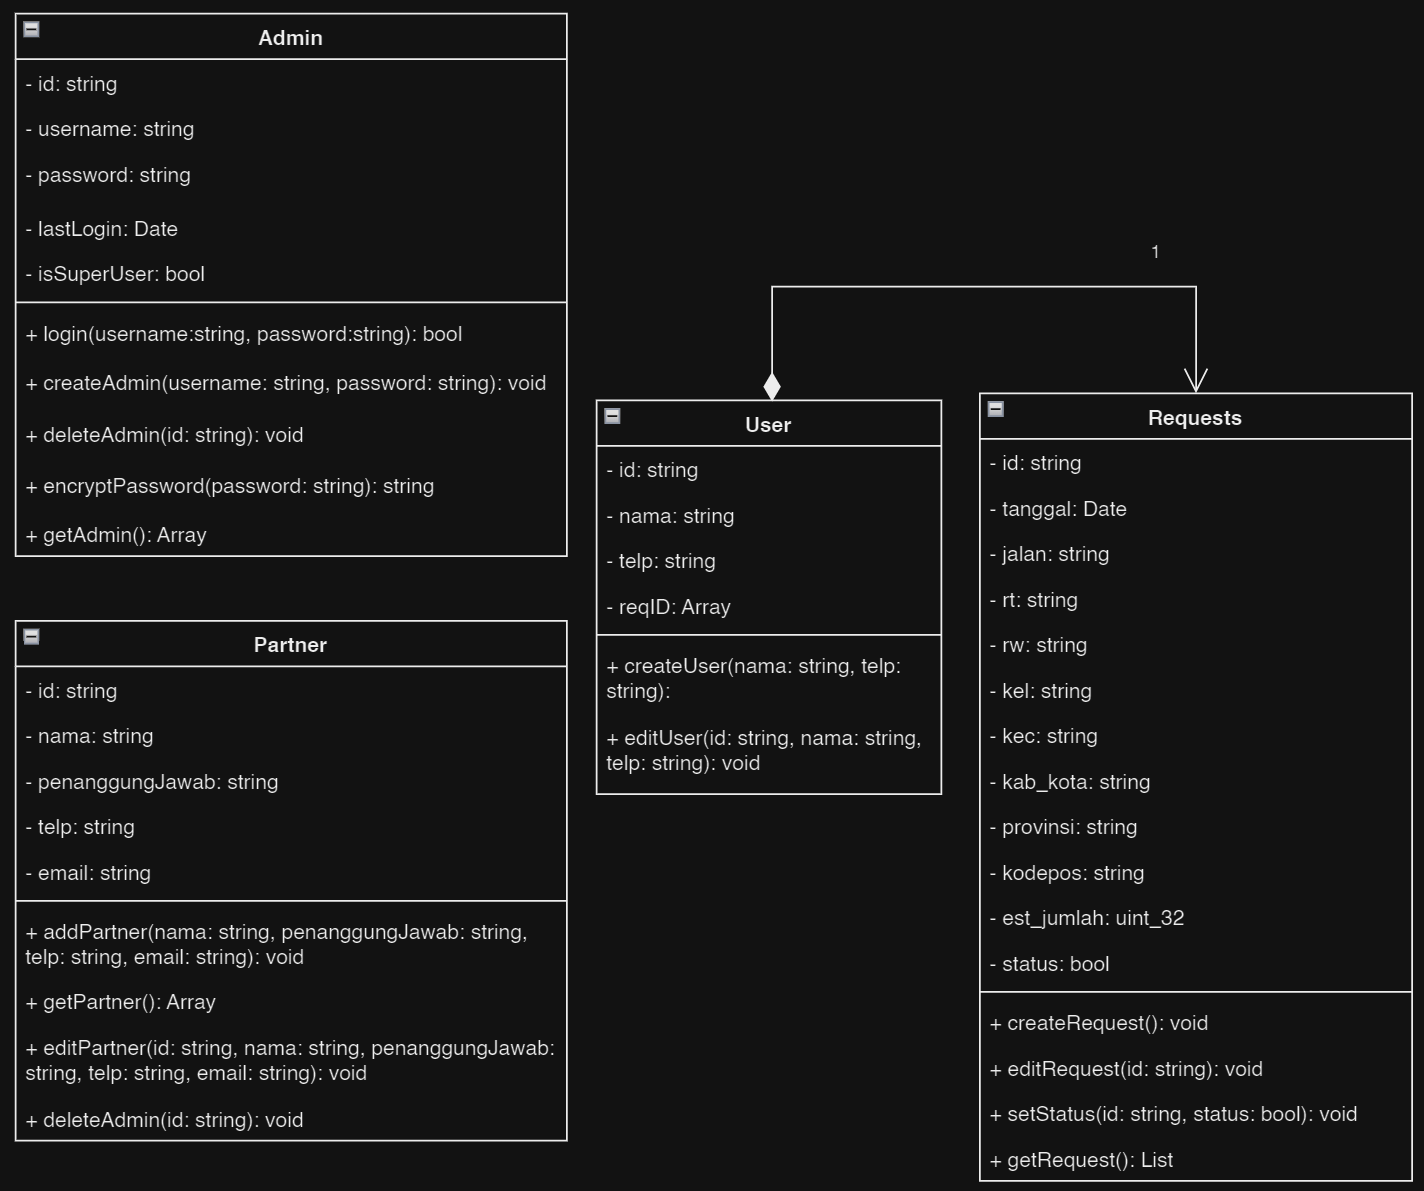 Admin
- id: string
- username: string
- password: string
- lastLogin: Date
- isSuperUser: bool
+ login(username:string, password:string): bool
+ createAdmin(username: string, password: string): void
+ deleteAdmin(id: string): void
+ encryptPassword(password: string): string
+ getAdmin(): Array
Partner
- id: string
- nama: string
- penanggungJawab: string
- telp: string
- email: string
+ addPartner(nama: string, penanggungJawab: string,
telp: string, email: string): void
+ getPartner(): Array
+ editPartner(id: string, nama: string, penanggungJawab:
string, telp: string, email: string): void
+ deleteAdmin(id: string): void
1
User
- id: string
- nama: string
- telp: string
- reqID: Array
+ createUser(nama: string, telp:
string):
+ editUser(id: string, nama: string,
telp: string): void
Requests
- id: string
- tanggal: Date
- jalan: string
- rt: string
- rw: string
- kel: string
- kec: string
- kab_kota: string
- provinsi: string
- kodepos: string
- est_jumlah: uint_32
- status: bool
+ createRequest(): void
+ editRequest(id: string): void
+ setStatus(id: string, status: bool): void
+ getRequest(): List